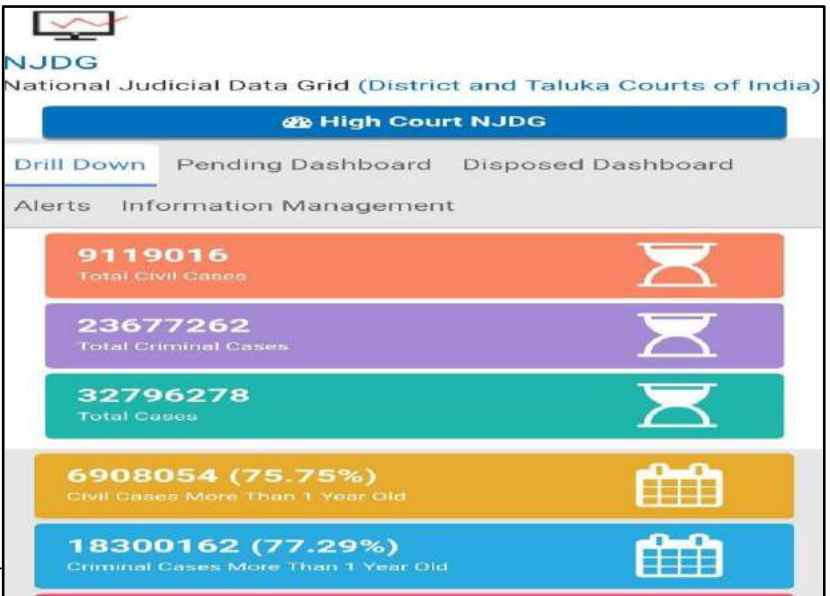 NJDG
National Judicial Data Grid (District and Taluka Courts of India)
High Court NJDG
Drill Down Pending Dashboard Disposed Dashboard
Alerts Information Management
9119016
Total Civil Cases
23677262
Total Criminal Cases
32796278
Total Cases
6908054 (75.75%)
Civil Cases More Than 1 Year Old
18300162 (77.29%)
Criminal Cases More Than 1 Year Old